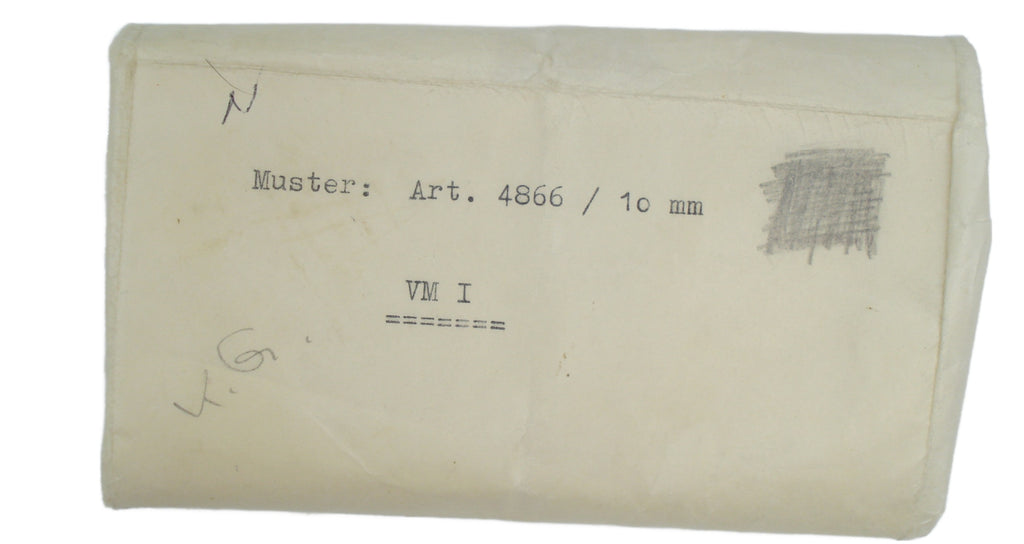 N
Muster: Art. 4866 / 10 mm
VM I
=======